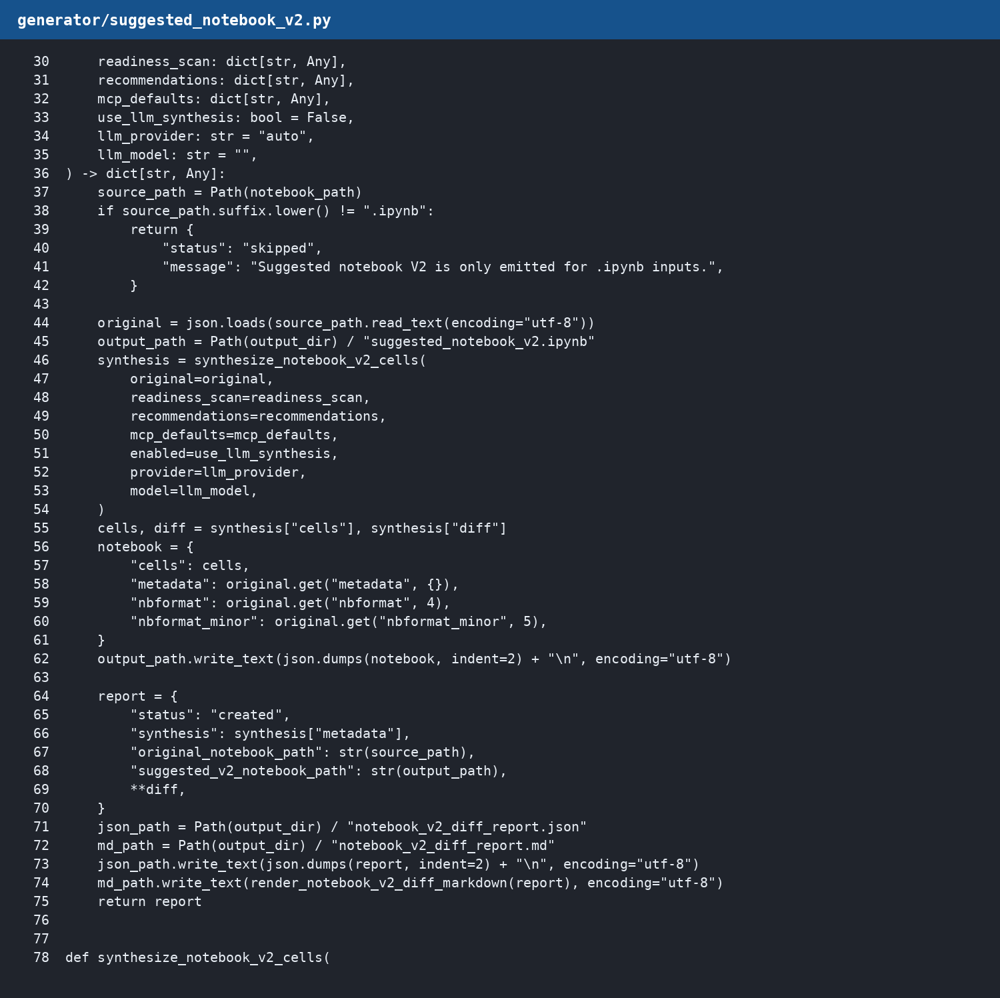 generator/suggested_notebook_v2.py
30      readiness_scan: dict[str, Any],
31      recommendations: dict[str, Any],
32      mcp_defaults: dict[str, Any],
33      use_llm_synthesis: bool = False,
34      llm_provider: str = "auto",
35      llm_model: str = "",
36  ) -> dict[str, Any]:
37      source_path = Path(notebook_path)
38      if source_path.suffix.lower() != ".ipynb":
39          return {
40              "status": "skipped",
41              "message": "Suggested notebook V2 is only emitted for .ipynb inputs.",
42          }
43
44      original = json.loads(source_path.read_text(encoding="utf-8"))
45      output_path = Path(output_dir) / "suggested_notebook_v2.ipynb"
46      synthesis = synthesize_notebook_v2_cells(
47          original=original,
48          readiness_scan=readiness_scan,
49          recommendations=recommendations,
50          mcp_defaults=mcp_defaults,
51          enabled=use_llm_synthesis,
52          provider=llm_provider,
53          model=llm_model,
54      )
55      cells, diff = synthesis["cells"], synthesis["diff"]
56      notebook = {
57          "cells": cells,
58          "metadata": original.get("metadata", {}),
59          "nbformat": original.get("nbformat", 4),
60          "nbformat_minor": original.get("nbformat_minor", 5),
61      }
62      output_path.write_text(json.dumps(notebook, indent=2) + "\n", encoding="utf-8")
63
64      report = {
65          "status": "created",
66          "synthesis": synthesis["metadata"],
67          "original_notebook_path": str(source_path),
68          "suggested_v2_notebook_path": str(output_path),
69          **diff,
70      }
71      json_path = Path(output_dir) / "notebook_v2_diff_report.json"
72      md_path = Path(output_dir) / "notebook_v2_diff_report.md"
73      json_path.write_text(json.dumps(report, indent=2) + "\n", encoding="utf-8")
74      md_path.write_text(render_notebook_v2_diff_markdown(report), encoding="utf-8")
75      return report
76
77
78  def synthesize_notebook_v2_cells(